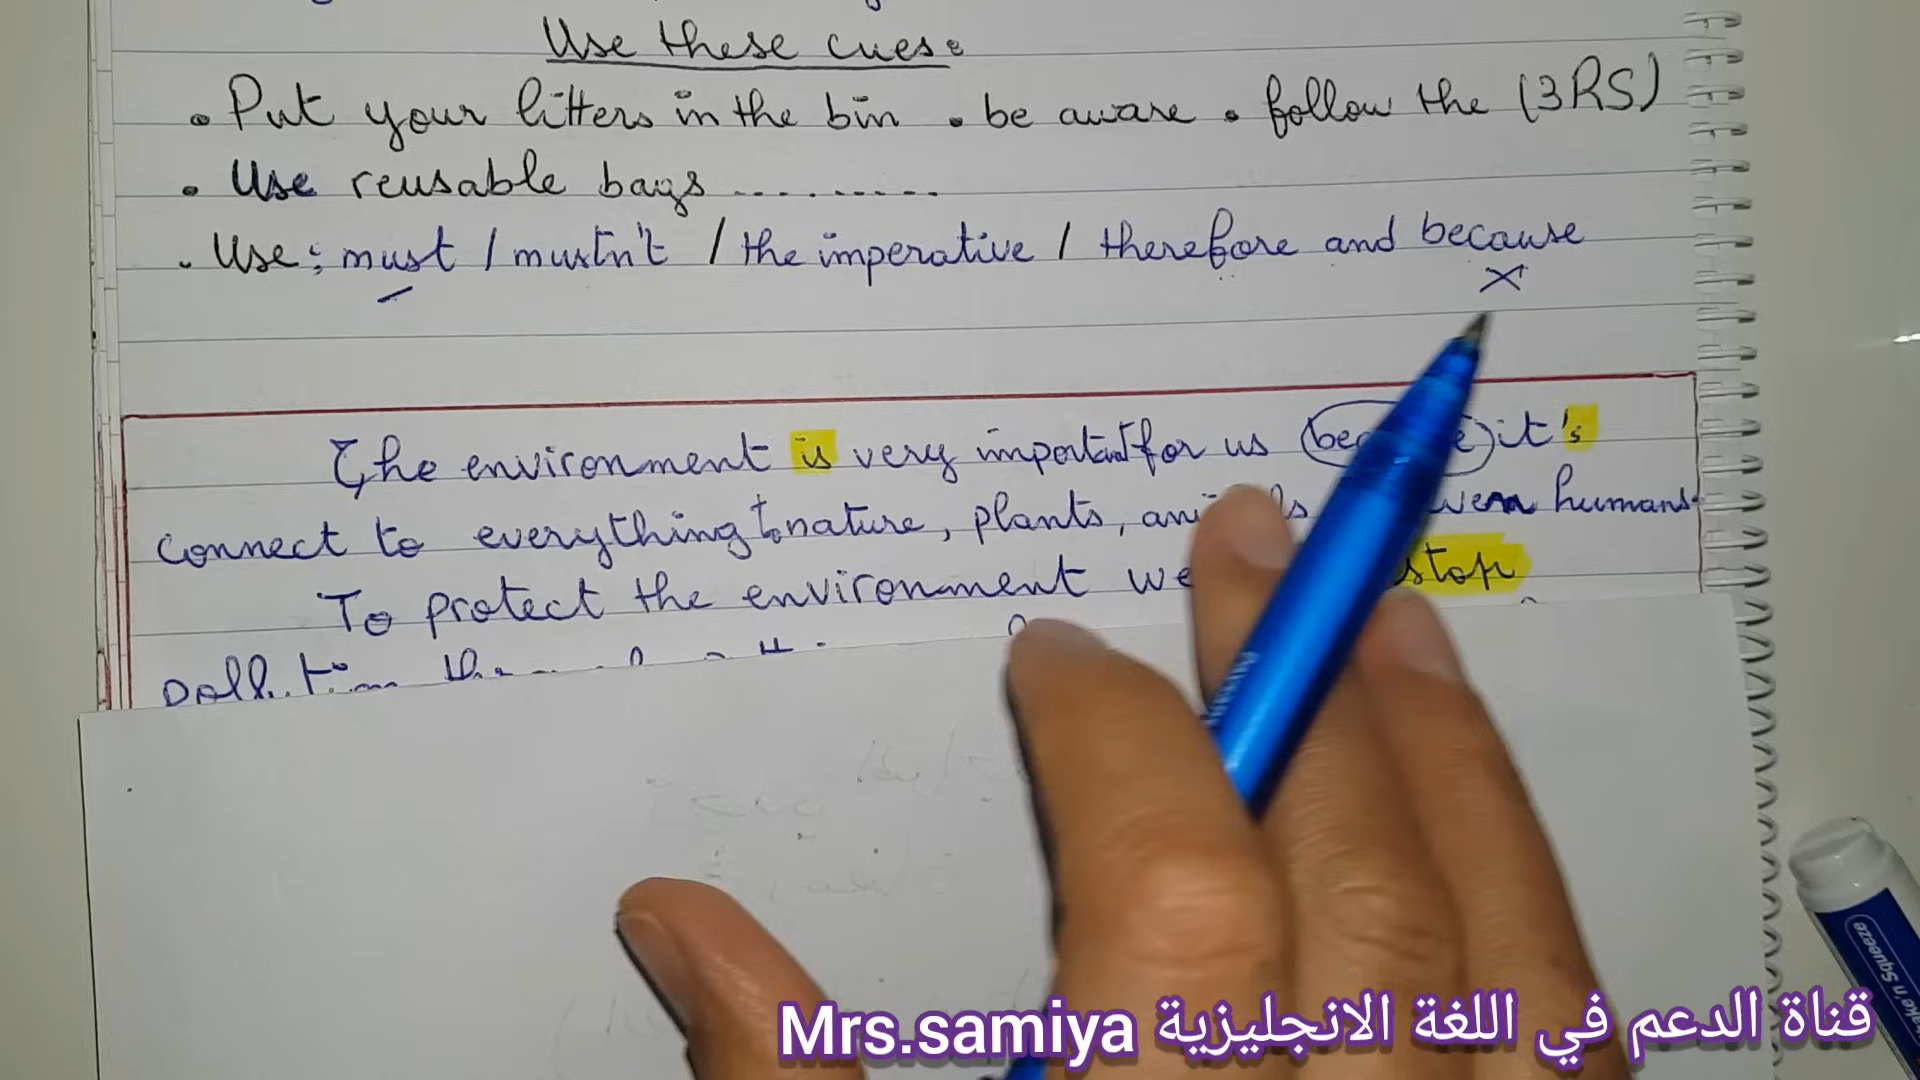 Use these cues:
• Put your litters in the bin • be aware • follow the (3RS)
• Use reusable bags .........
• Use: must / mustn't / the imperative / therefore and because
The environment is very important for us it's
connect to everything to nature, plants, humans.
To protect the environment we stop
Mrs.samiya قناة الدعم في اللغة الانجليزية